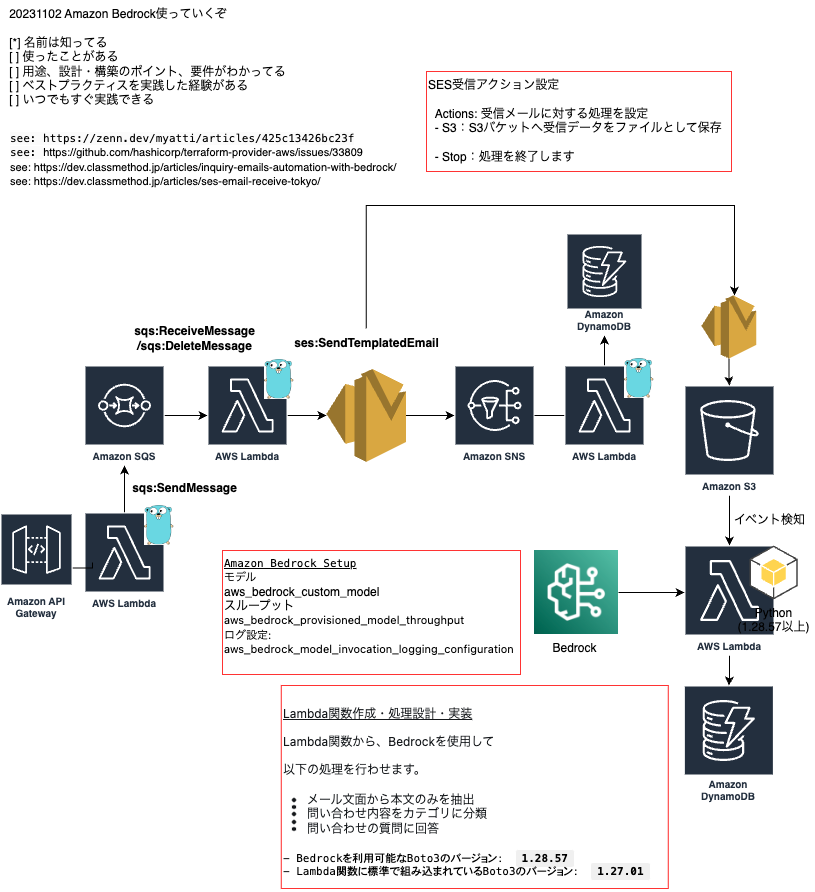 20231102 Amazon Bedrock使っていくぞ
[*] 名前は知ってる
[ ] 使ったことがある
[ ] 用途、設計・構築のポイント、要件がわかってる
[ ] ベストプラクティスを実践した経験がある
[ ] いつでもすぐ実践できる
see: https://zenn.dev/myatti/articles/425c13426bc23f
see: https://github.com/hashicorp/terraform-provider-aws/issues/33809
see: https://dev.classmethod.jp/articles/inquiry-emails-automation-with-bedrock/
see: https://dev.classmethod.jp/articles/ses-email-receive-tokyo/
SES受信アクション設定
Actions: 受信メールに対する処理を設定
- S3：S3バケットへ受信データをファイルとして保存
- Stop：処理を終了します
Amazon
DynamoDB
sqs:ReceiveMessage
/sqs:DeleteMessage
ses:SendTemplatedEmail
Amazon SQS
AWS Lambda
Amazon SNS
AWS Lambda
Amazon S3
sqs:SendMessage
イベント検知
Amazon API
Gateway
AWS Lambda
Amazon Bedrock Setup
モデル
aws_bedrock_custom_model
スループット
aws_bedrock_provisioned_model_throughput
ログ設定:
aws_bedrock_model_invocation_logging_configuration
Bedrock
Python
(1.28.57以上)
AWS Lambda
Lambda関数作成・処理設計・実装
Lambda関数から、Bedrockを使用して
以下の処理を行わせます。
• メール文面から本文のみを抽出
• 問い合わせ内容をカテゴリに分類
• 問い合わせの質問に回答
- Bedrockを利用可能なBoto3のバージョン: 1.28.57
- Lambda関数に標準で組み込まれているBoto3のバージョン: 1.27.01
Amazon
DynamoDB